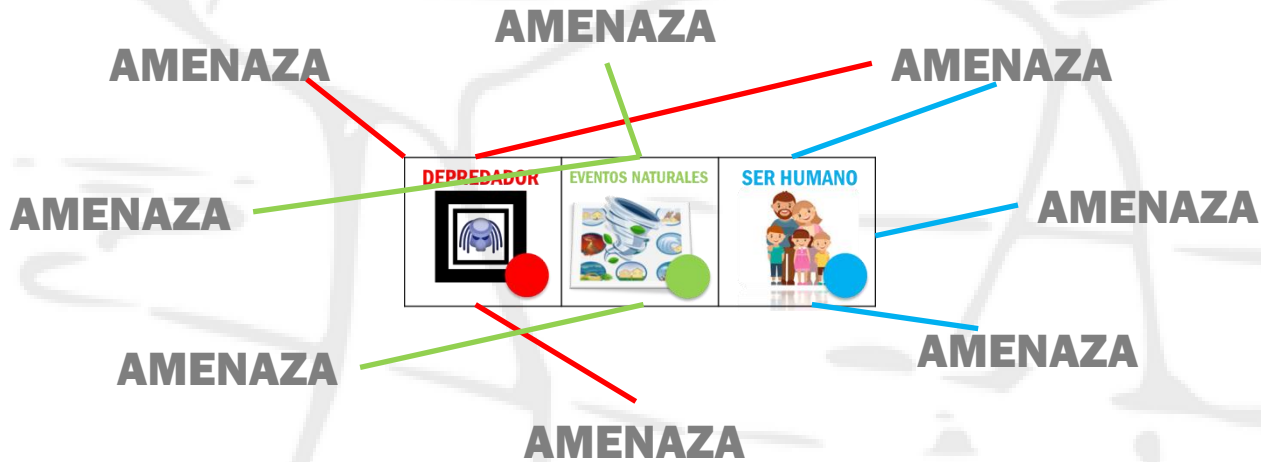 AMENAZA
AMENAZA
AMENAZA
DEPREDADOR
EVENTOS NATURALES
SER HUMANO
AMENAZA
AMENAZA
AMENAZA
AMENAZA
AMENAZA